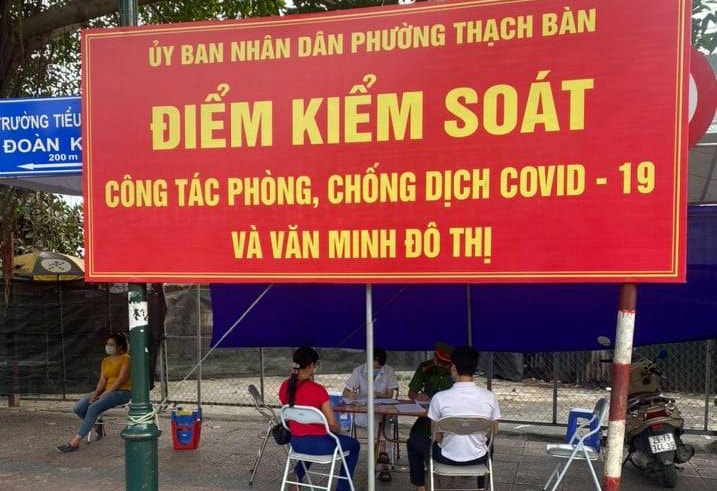 ỦY BAN NHÂN DÂN PHƯỜNG THẠCH BÀN
ĐIỂM KIỂM SOÁT
CÔNG TÁC PHÒNG, CHỐNG DỊCH COVID - 19
VÀ VĂN MINH ĐÔ THỊ
TRƯỜNG TIỂU
ĐOÀN K
200 m